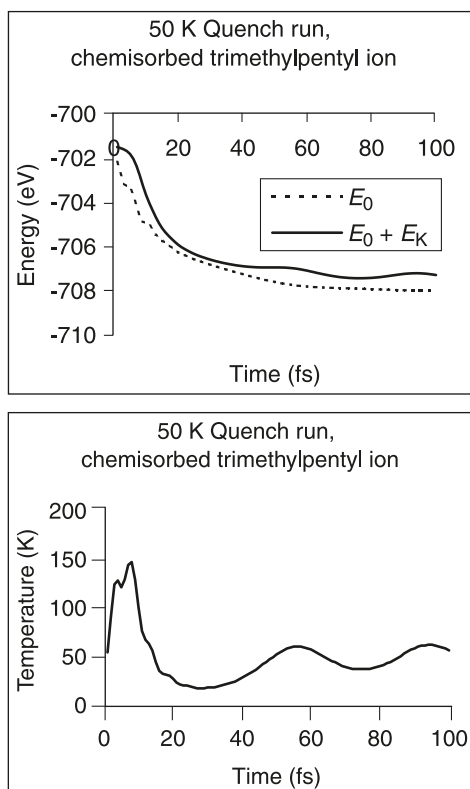 50 K Quench run,
chemisorbed trimethylpentyl ion
-700
-702
-704
-706
-708
-710
0 20 40 60 80 100
Energy (eV)
E0
E0 + EK
Time (fs)
50 K Quench run,
chemisorbed trimethylpentyl ion
200
150
100
50
0
Temperature (K)
0 20 40 60 80 100
Time (fs)